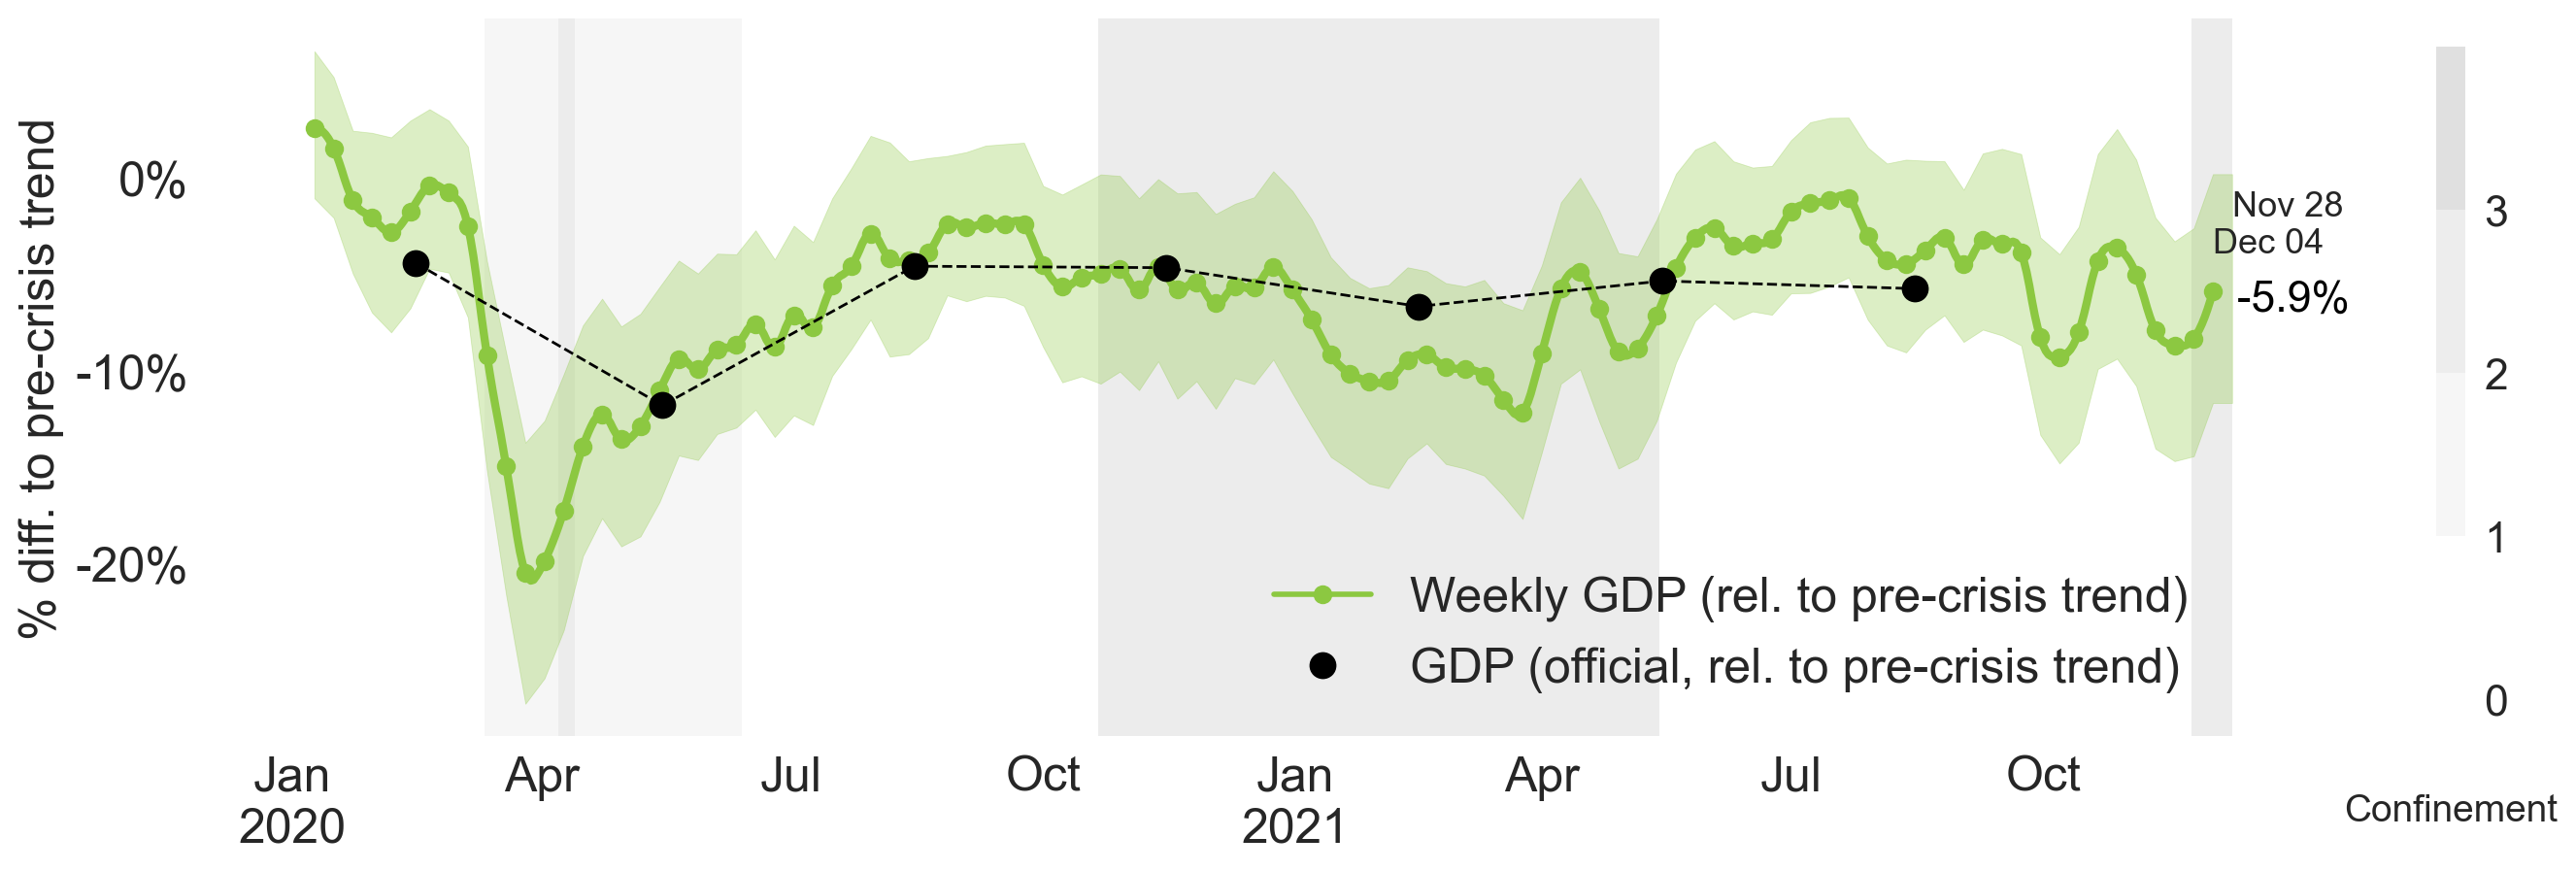 % diff. to pre-crisis trend
0%
-10%
-20%
Nov 28
Dec 04
-5.9%
Weekly GDP (rel. to pre-crisis trend)
GDP (official, rel. to pre-crisis trend)
Jan
2020
Apr
Jul
Oct
Jan
2021
Apr
Jul
Oct
3
2
1
0
Confinement